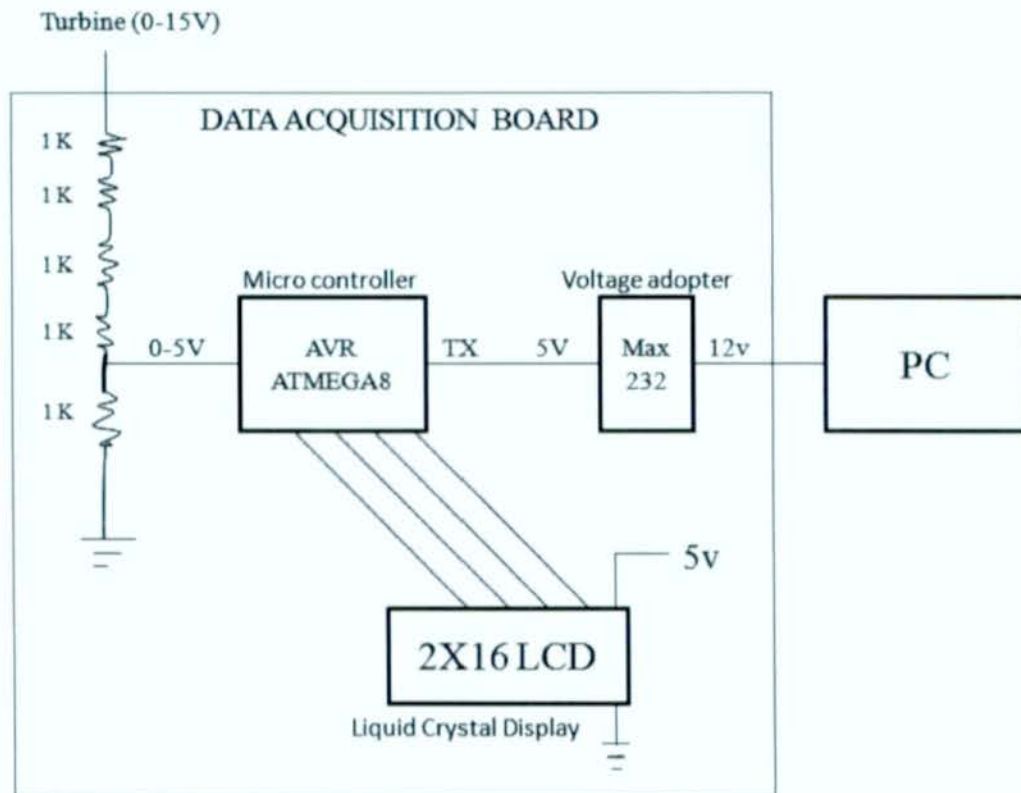 Turbine (0-15V)
DATA ACQUISITION BOARD
1K
1K
1K
1K
1K
0-5V
Micro controller
AVR
ATMEGA8
TX
5V
Voltage adopter
Max
232
12v
PC
5v
2X16 LCD
Liquid Crystal Display